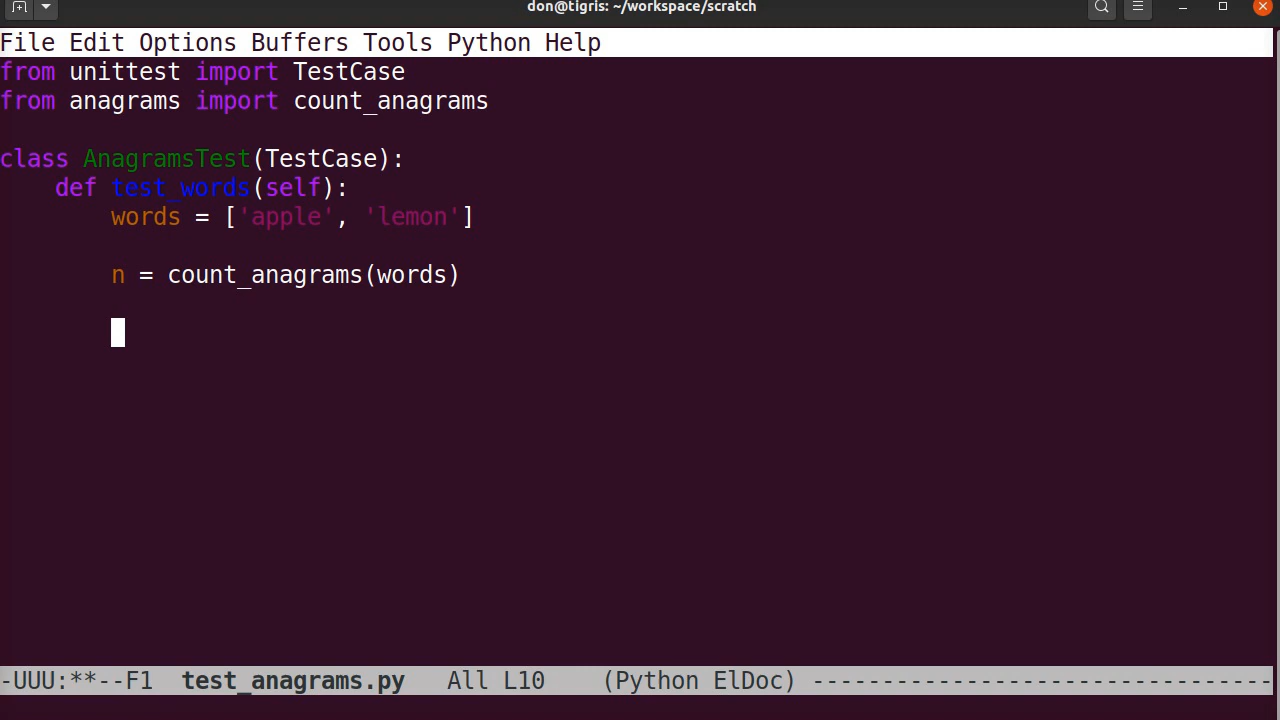 don@tigris: ~/workspace/scratch
File Edit Options Buffers Tools Python Help
from unittest import TestCase
from anagrams import count_anagrams
class AnagramsTest(TestCase):
    def test_words(self):
        words = ['apple', 'lemon']
        n = count_anagrams(words)
-UUU:**--F1  test_anagrams.py   All L10    (Python ElDoc) ---------------------------------